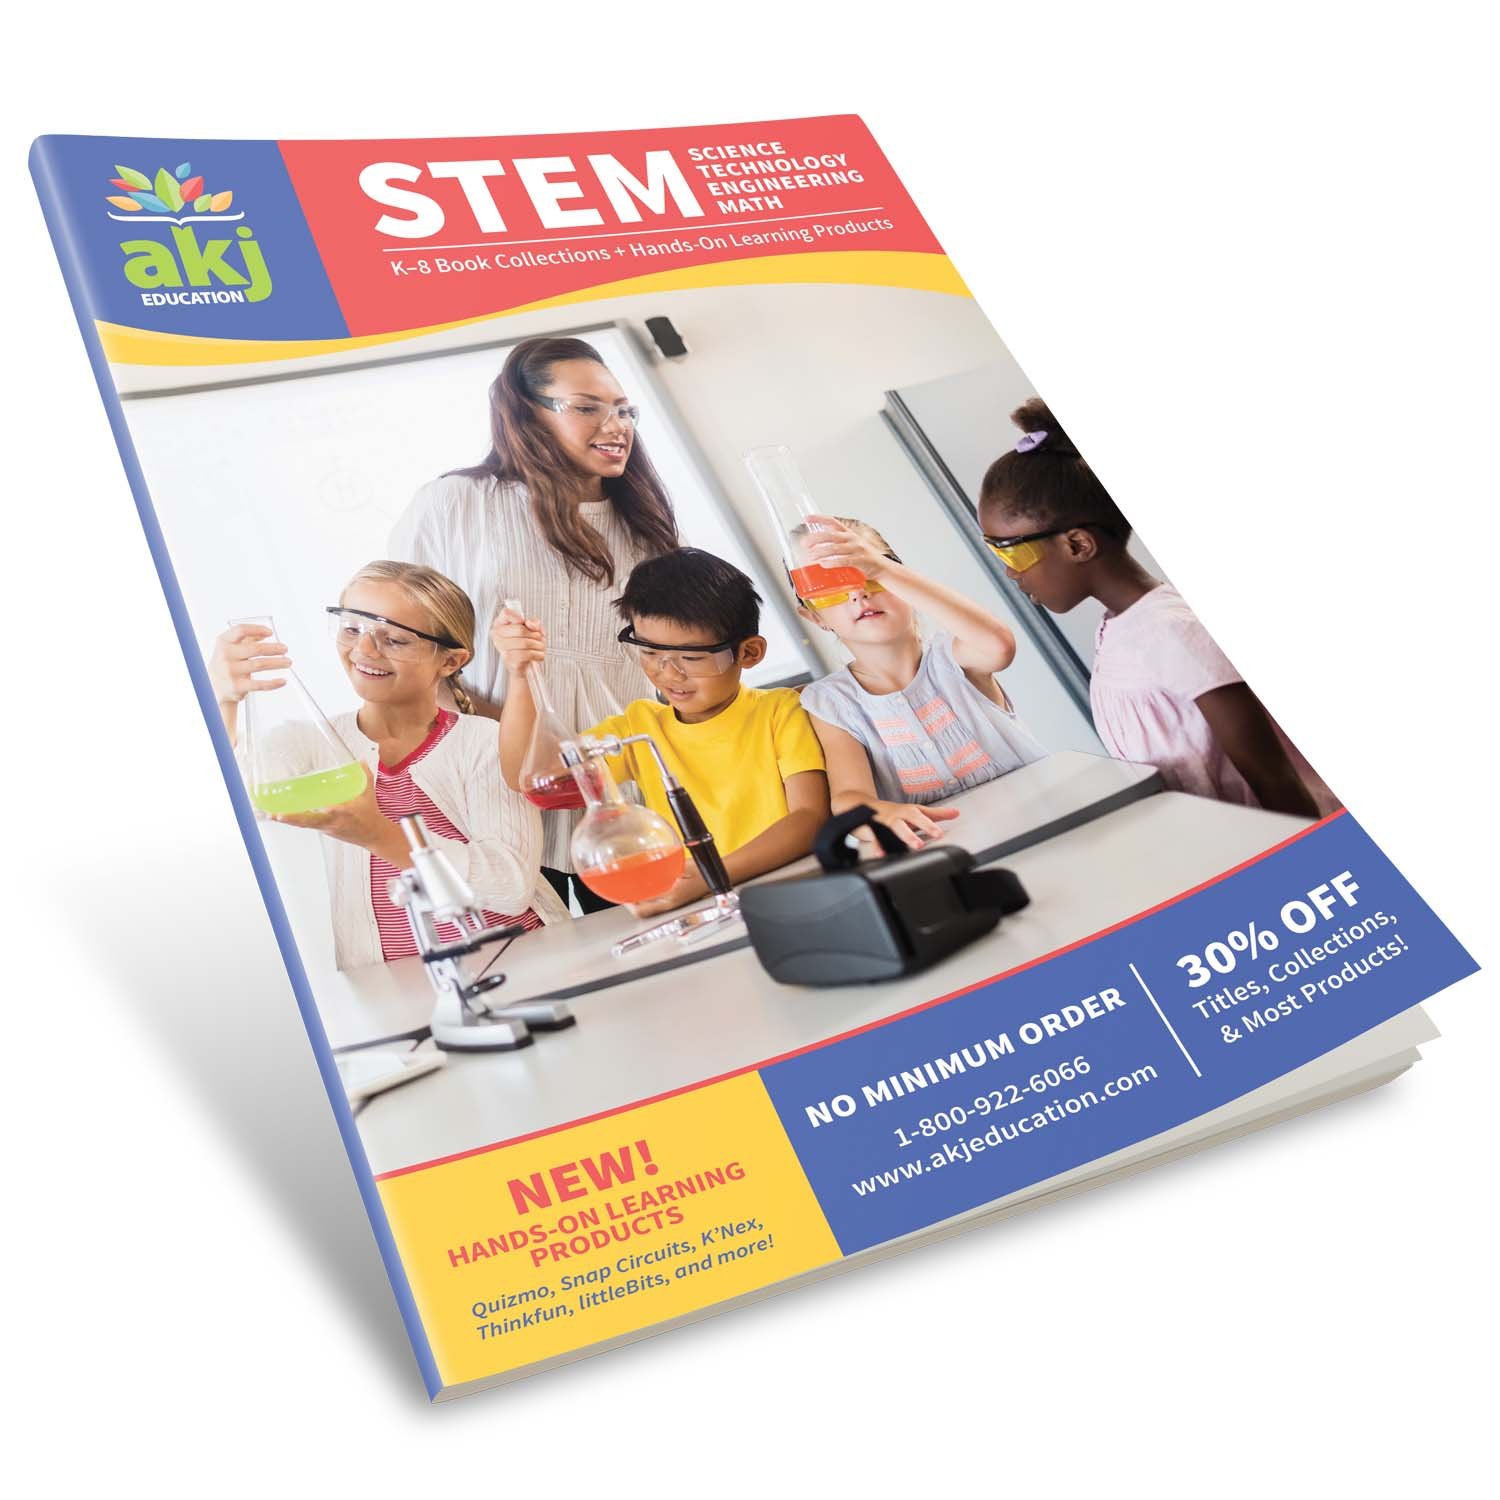 akj
EDUCATION
STEM
SCIENCE
TECHNOLOGY
ENGINEERING
MATH
K–8 Book Collections + Hands-On Learning Products
NEW!
HANDS-ON LEARNING
PRODUCTS
Quizmo, Snap Circuits, K'Nex,
Thinkfun, littleBits, and more!
NO MINIMUM ORDER
1-800-922-6066
www.akjeducation.com
30% OFF
Titles, Collections,
& Most Products!